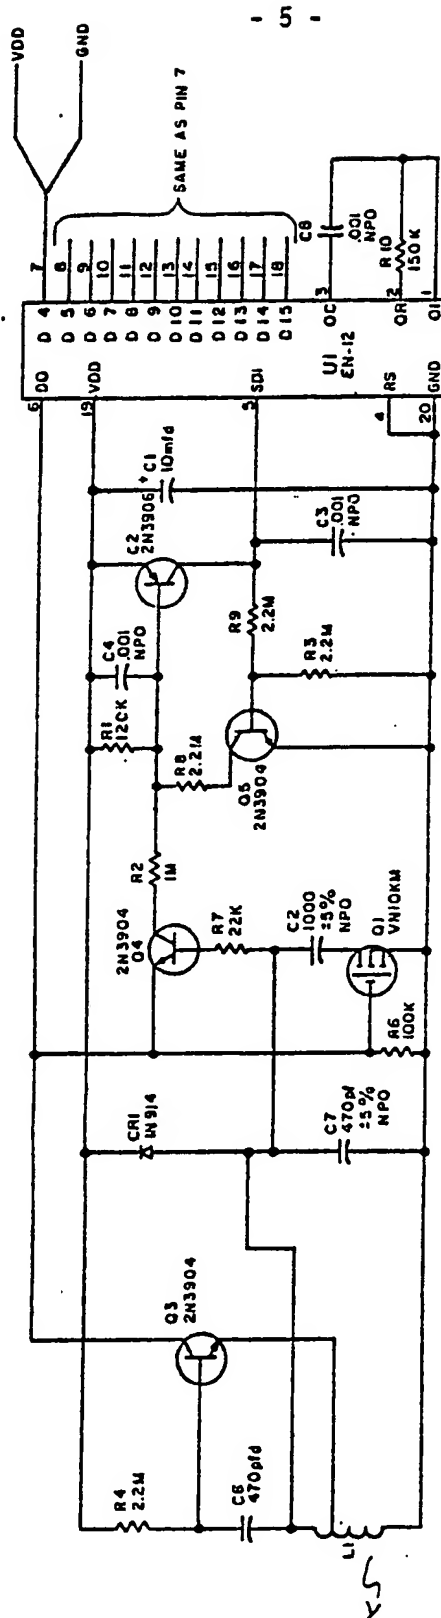 - 5 -
VDD
GND
SAME AS PIN 7
7
8
9
10
11
12
13
14
15
16
17
18
D 4
D 5
D 6
D 7
D 8
D 9
D 10
D 11
D 12
D 13
D 14
D 15
C8
.001
NPO
R10
150K
OC 3
OR 2
OI 1
U1
EN-12
6 DO
19 VDD
5 SDI
RS
4
20 GND
+ C1
10mfd
C2
2N3906
C3
.001
NPO
C4
.001
NPO
R1
120K
R9
2.2M
R3
2.2M
R8
2.2M
Q5
2N3904
R2
1M
2N3904
Q4
R7
22K
C2
1000
±5%
NPO
Q1
VN10KM
R6
100K
CR1
1N914
C7
470pf
±5%
NPO
Q3
2N3904
R4
2.2M
C6
470pfd
L1